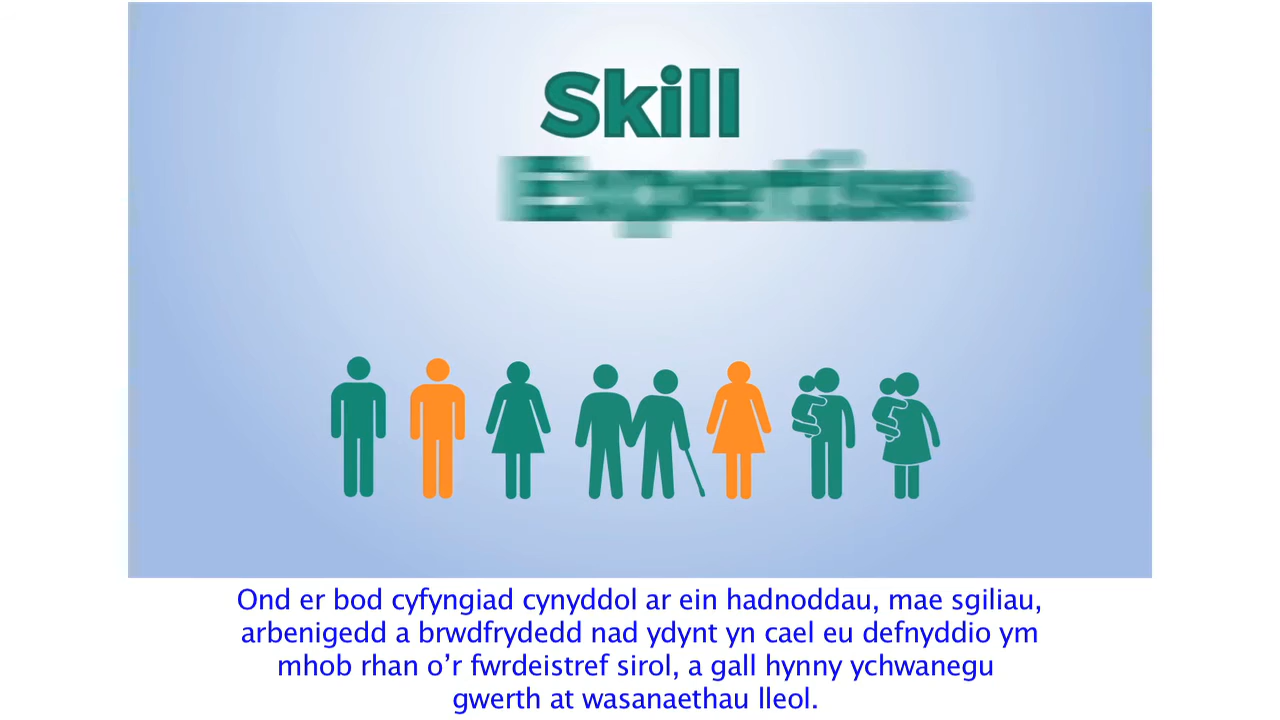 Skill
Expertise
Ond er bod cyfyngiad cynyddol ar ein hadnoddau, mae sgiliau,
arbenigedd a brwdfrydedd nad ydynt yn cael eu defnyddio ym
mhob rhan o’r fwrdeistref sirol, a gall hynny ychwanegu
gwerth at wasanaethau lleol.